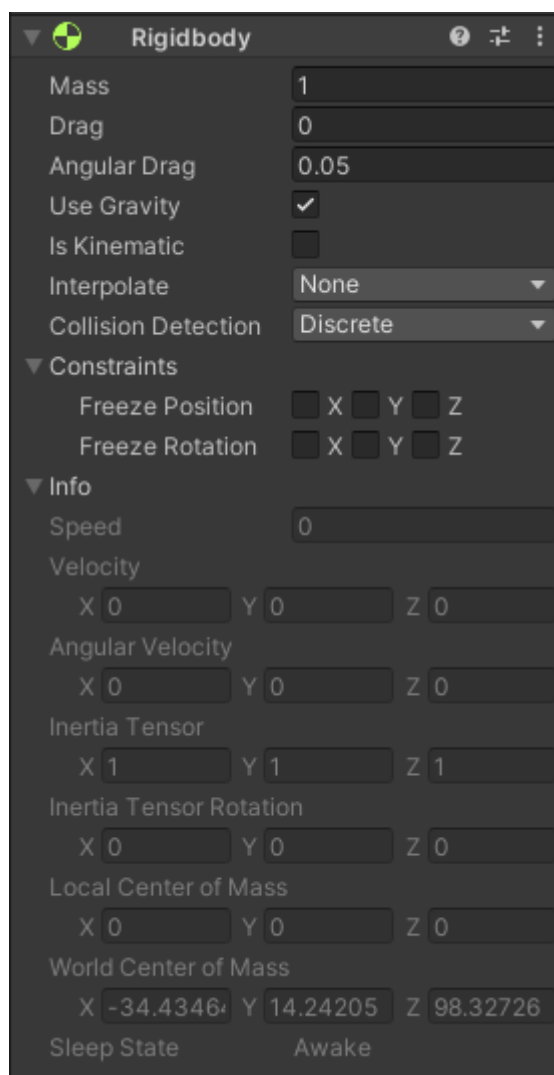 Rigidbody
Mass 1
Drag 0
Angular Drag 0.05
Use Gravity
Is Kinematic
Interpolate None
Collision Detection Discrete
Constraints
Freeze Position X Y Z
Freeze Rotation X Y Z
Info
Speed 0
Velocity
X 0 Y 0 Z 0
Angular Velocity
X 0 Y 0 Z 0
Inertia Tensor
X 1 Y 1 Z 1
Inertia Tensor Rotation
X 0 Y 0 Z 0
Local Center of Mass
X 0 Y 0 Z 0
World Center of Mass
X -34.4346 Y 14.24205 Z 98.32726
Sleep State Awake